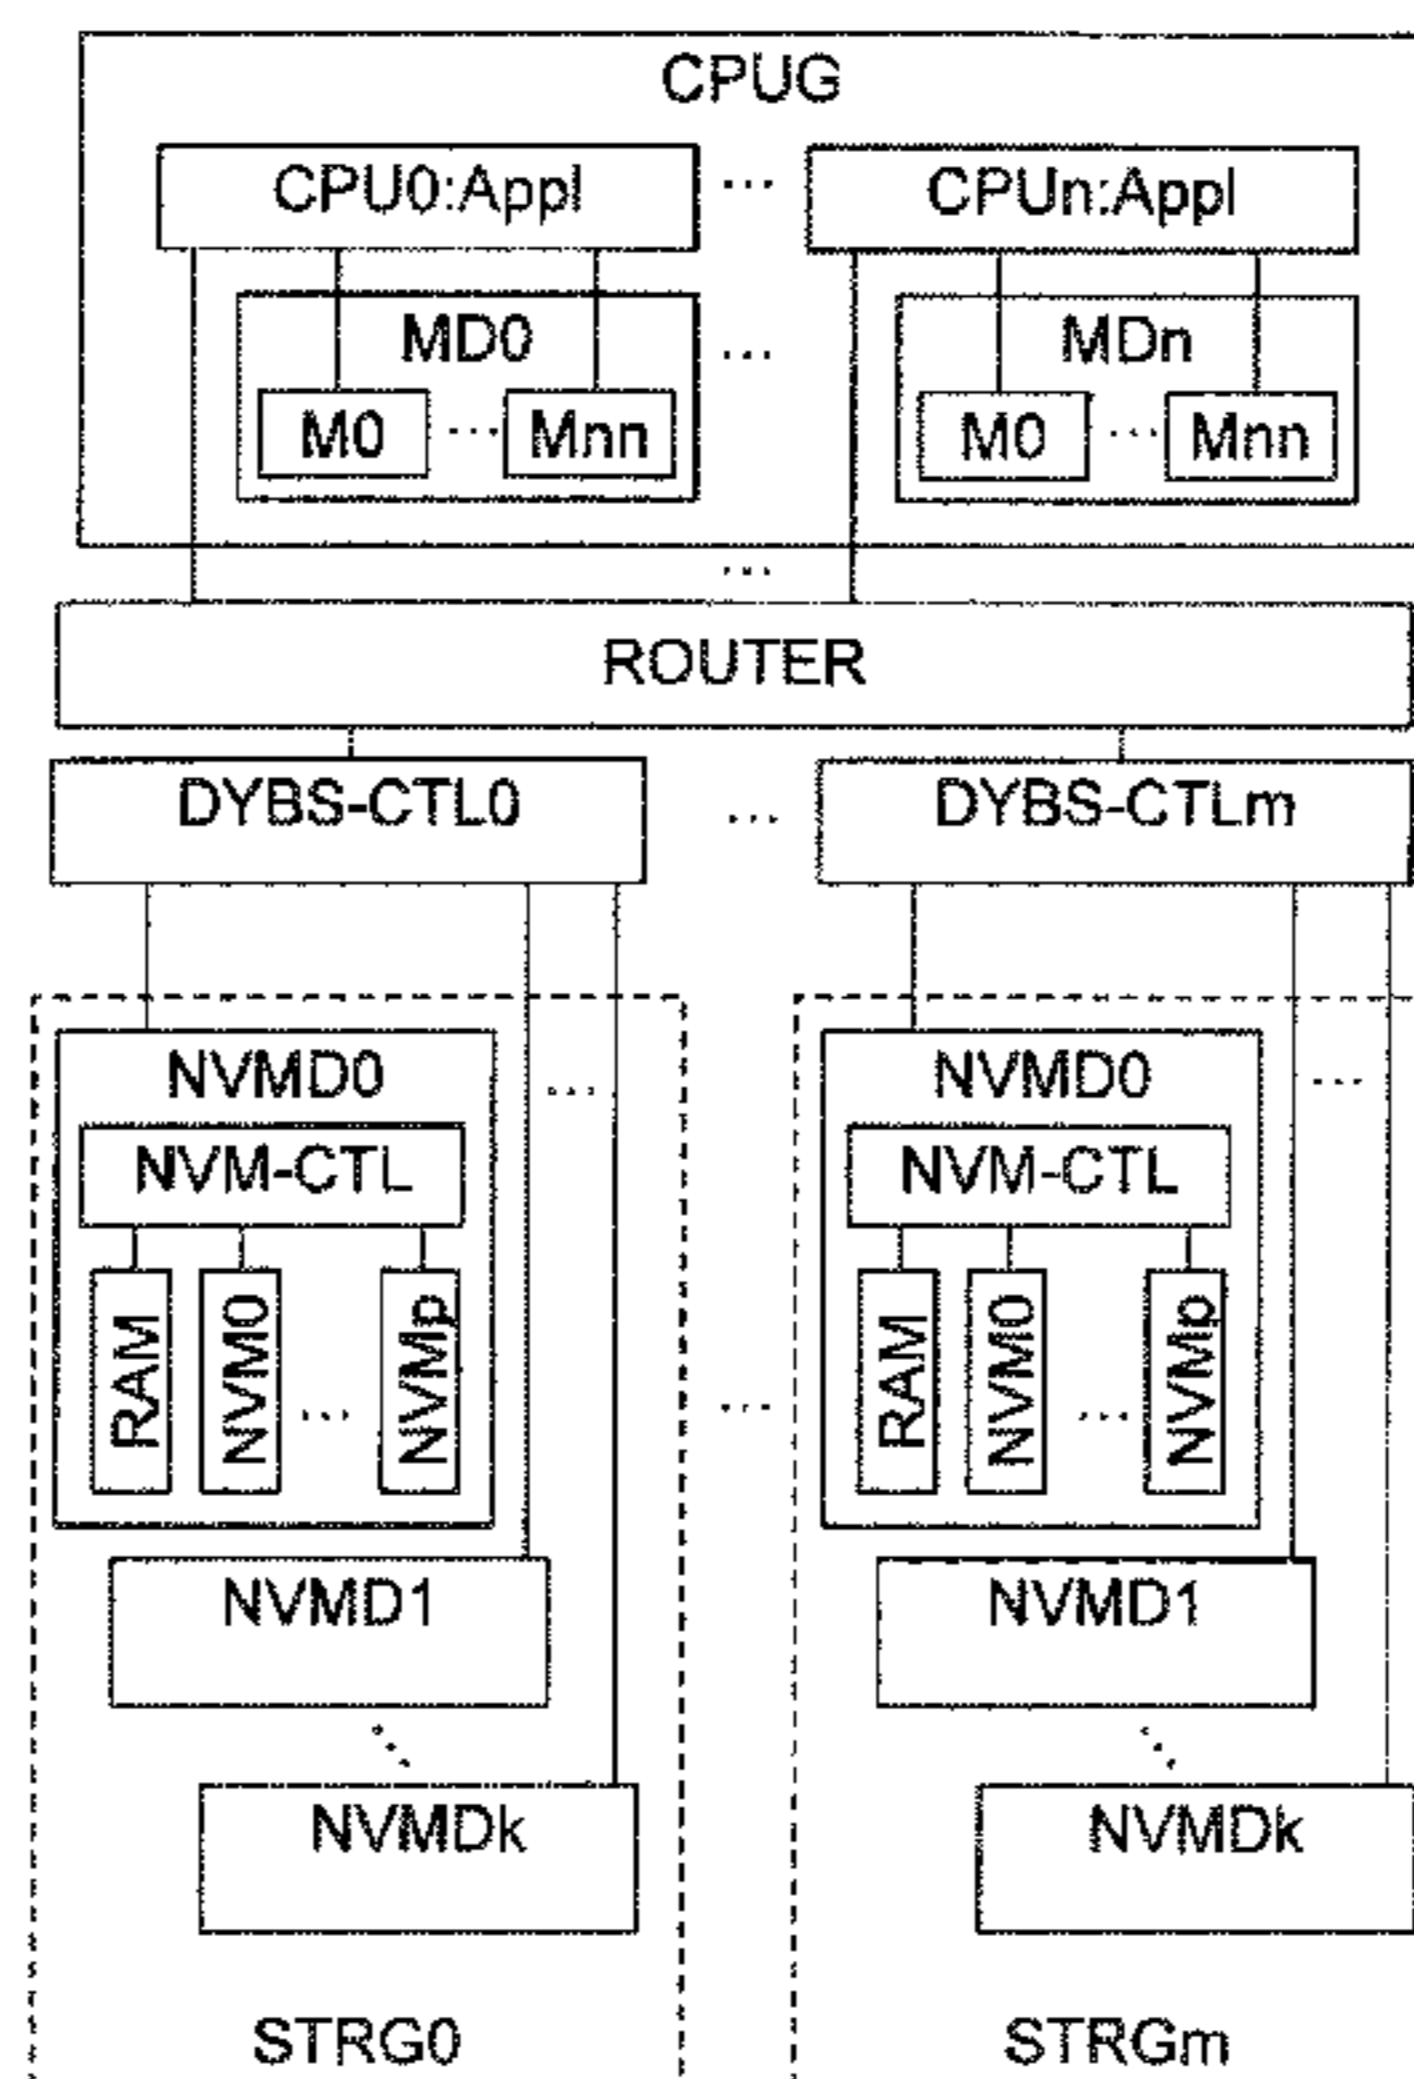 CPUG
CPU0:Appl ... CPUn:Appl
MD0 ... MDn
M0 ... Mnn M0 ... Mnn
...
ROUTER
DYBS-CTL0 ... DYBS-CTLm
NVMD0 ... NVMD0 ...
NVM-CTL NVM-CTL
RAM NVM0 ... NVMp ... RAM NVM0 ... NVMp
NVMD1 NVMD1
... ...
NVMDk NVMDk
STRG0 STRGm